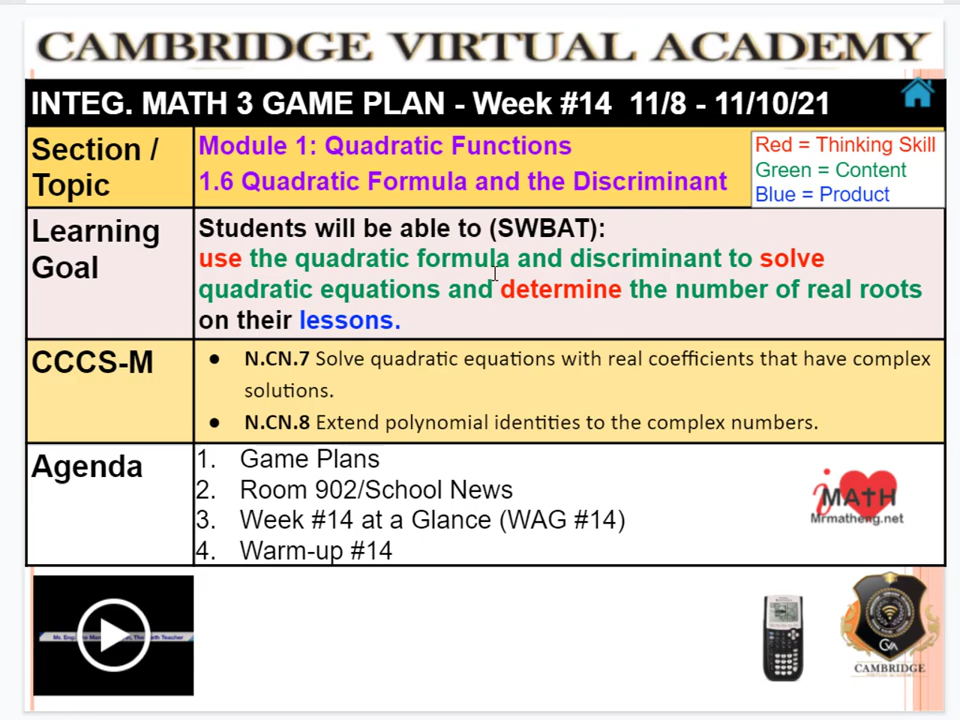 CAMBRIDGE VIRTUAL ACADEMY
INTEG. MATH 3 GAME PLAN - Week #14 11/8 - 11/10/21
Section /
Topic
Module 1: Quadratic Functions
1.6 Quadratic Formula and the Discriminant
Red = Thinking Skill
Green = Content
Blue = Product
Learning
Goal
Students will be able to (SWBAT):
use the quadratic formula and discriminant to solve
quadratic equations and determine the number of real roots
on their lessons.
CCCS-M
● N.CN.7 Solve quadratic equations with real coefficients that have complex
solutions.
● N.CN.8 Extend polynomial identities to the complex numbers.
Agenda
1. Game Plans
2. Room 902/School News
3. Week #14 at a Glance (WAG #14)
4. Warm-up #14
i MATH
Mrmatheng.net
CVA
CAMBRIDGE
VIRTUAL ACADEMY